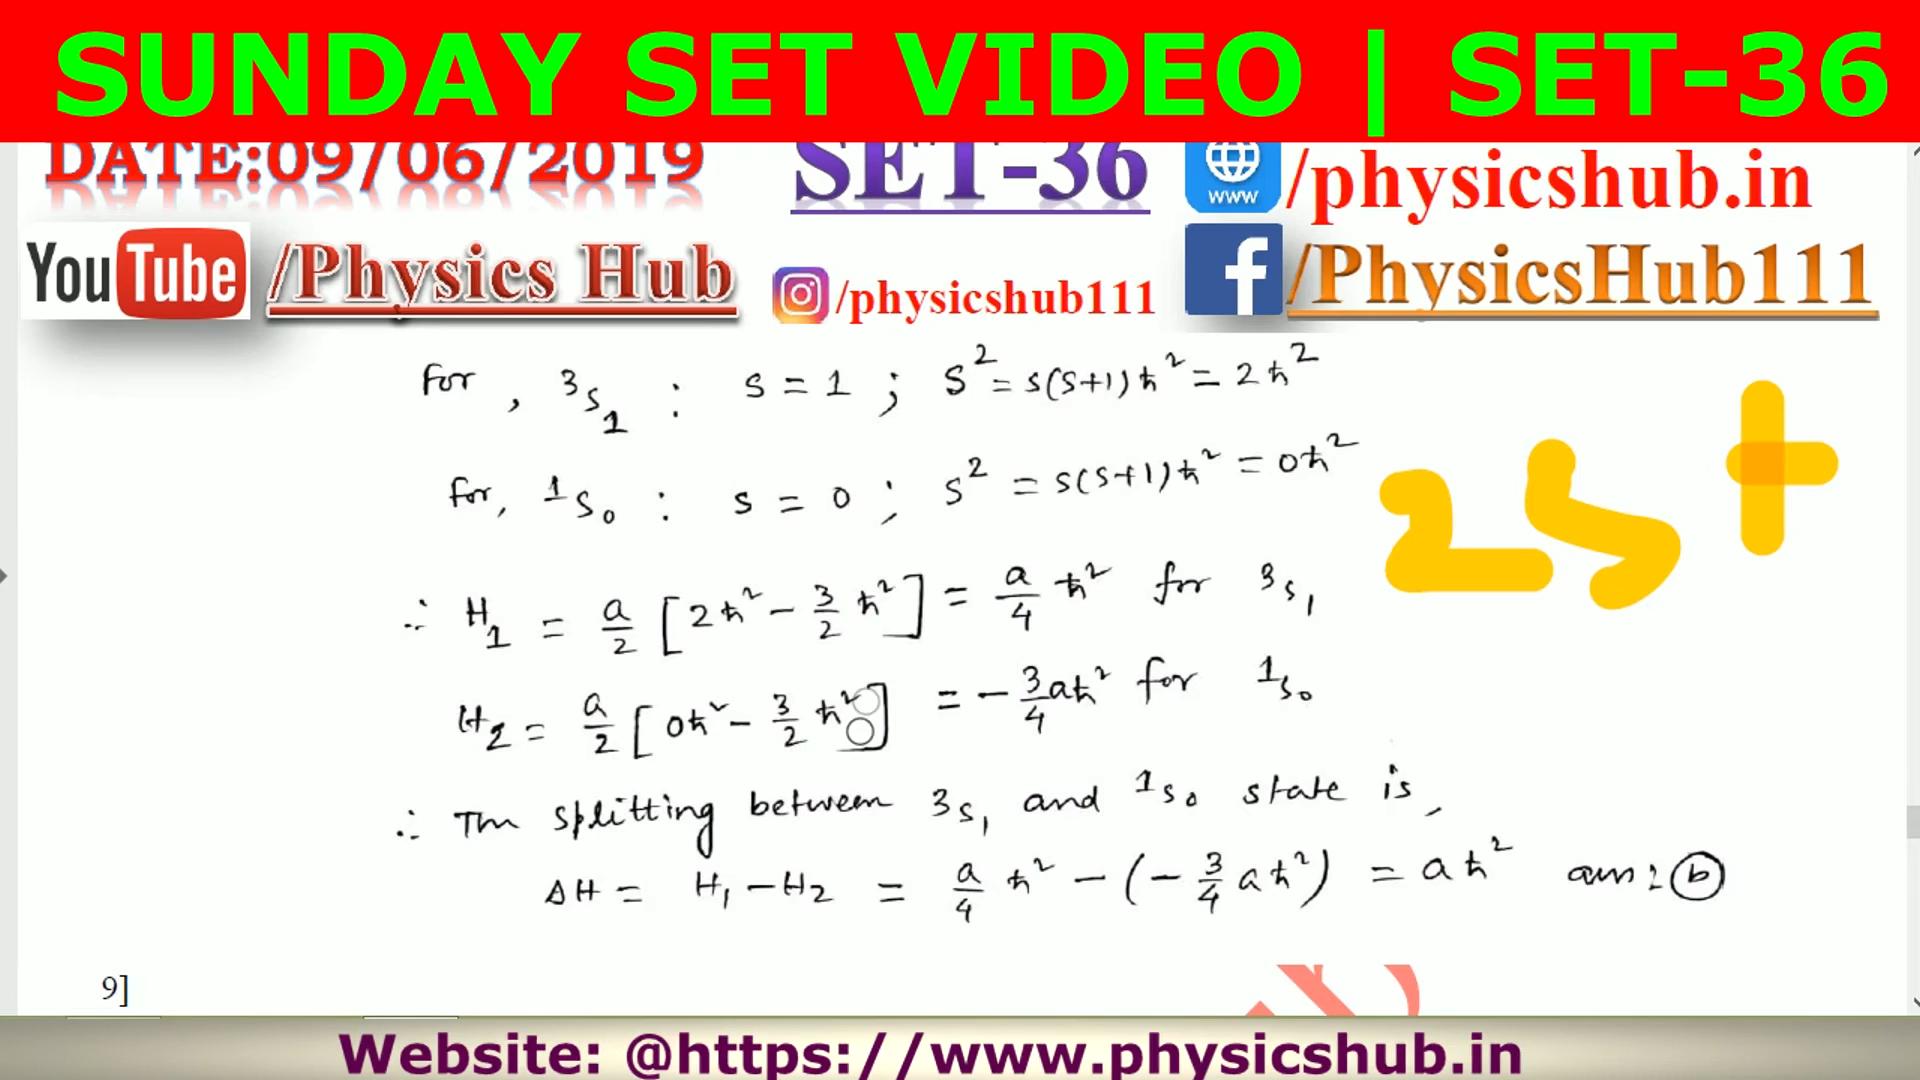 SUNDAY SET VIDEO | SET-36
DATE:09/06/2019 SET-36 www /physicshub.in
YouTube /Physics Hub /physicshub111 f /PhysicsHub111
For, ³S₁ : S = 1 ; S² = s(s+1)ħ² = 2ħ²
for, ¹S₀ : s = 0 ; S² = s(s+1)ħ² = 0ħ²
2S+
∴ H₁ = a/2 [2ħ² - 3/2 ħ²] = a/4 ħ² for ³S₁
H₂ = a/2 [0ħ² - 3/2 ħ²] = - 3/4 aħ² for ¹S₀
∴ The splitting between ³S₁ and ¹S₀ state is,
ΔH = H₁ - H₂ = a/4 ħ² - (- 3/4 aħ²) = aħ² ans: (b)
9]
Website: @https://www.physicshub.in